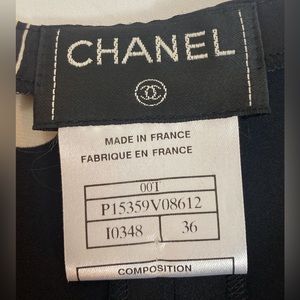 CHANEL
MADE IN FRANCE
FABRIQUE EN FRANCE
00T
P15359V08612
I0348 36
COMPOSITION